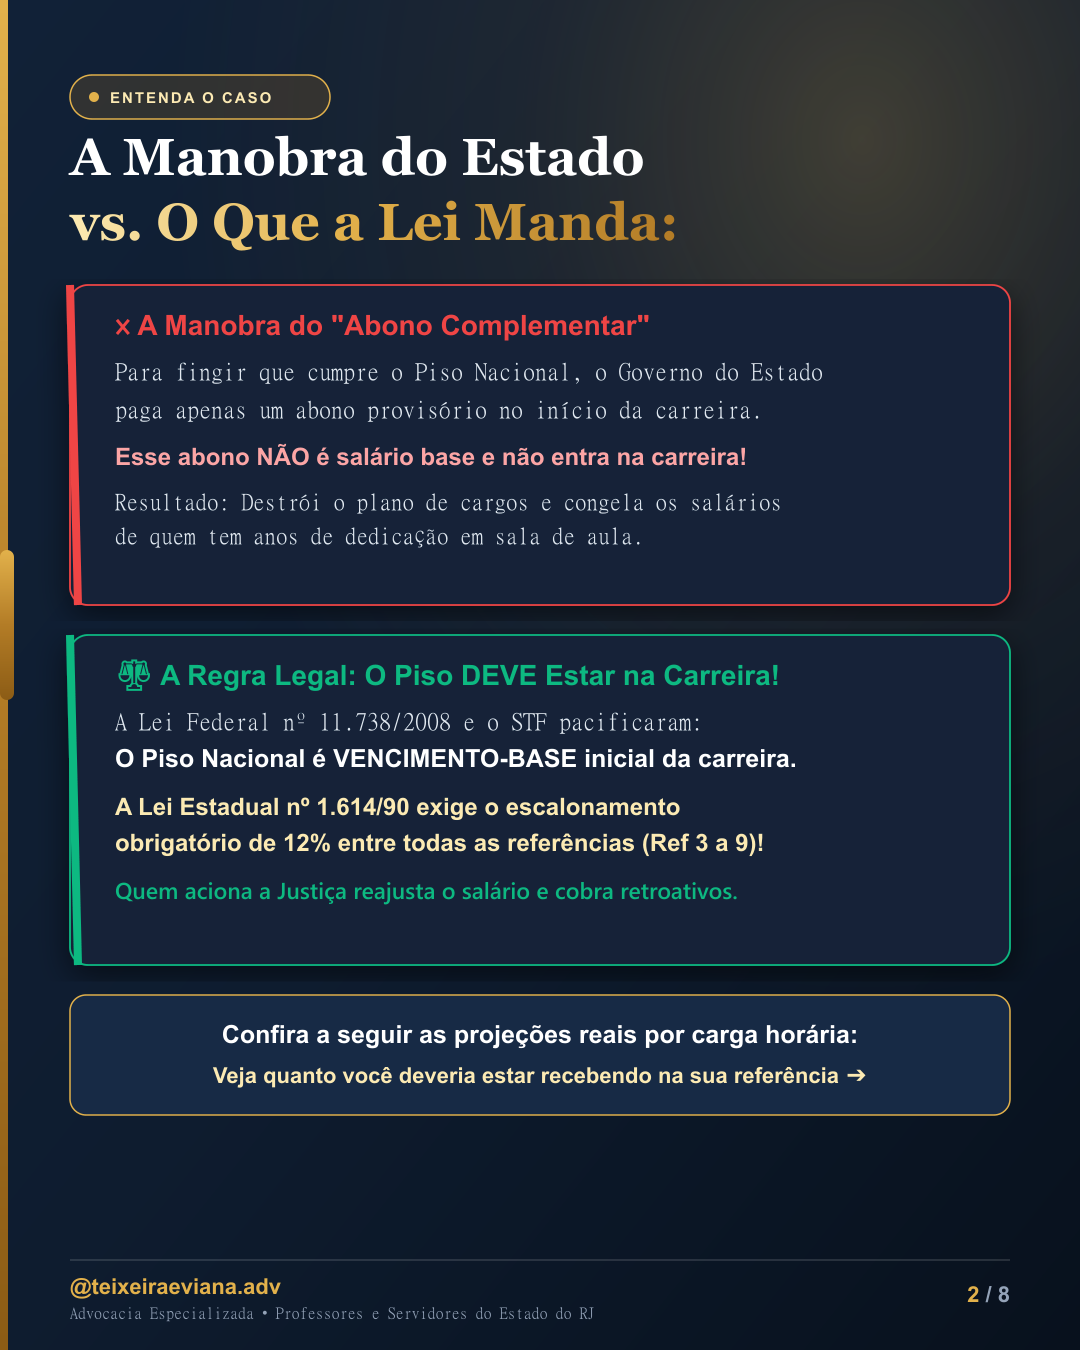 ENTENDA O CASO
A Manobra do Estado
vs. O Que a Lei Manda:
✕ A Manobra do "Abono Complementar"
Para fingir que cumpre o Piso Nacional, o Governo do Estado
paga apenas um abono provisório no início da carreira.
Esse abono NÃO é salário base e não entra na carreira!
Resultado: Destrói o plano de cargos e congela os salários
de quem tem anos de dedicação em sala de aula.
A Regra Legal: O Piso DEVE Estar na Carreira!
A Lei Federal nº 11.738/2008 e o STF pacificaram:
O Piso Nacional é VENCIMENTO-BASE inicial da carreira.
A Lei Estadual nº 1.614/90 exige o escalonamento
obrigatório de 12% entre todas as referências (Ref 3 a 9)!
Quem aciona a Justiça reajusta o salário e cobra retroativos.
Confira a seguir as projeções reais por carga horária:
Veja quanto você deveria estar recebendo na sua referência ➔
@teixeiraeviana.adv
Advocacia Especializada • Professores e Servidores do Estado do RJ
2 / 8